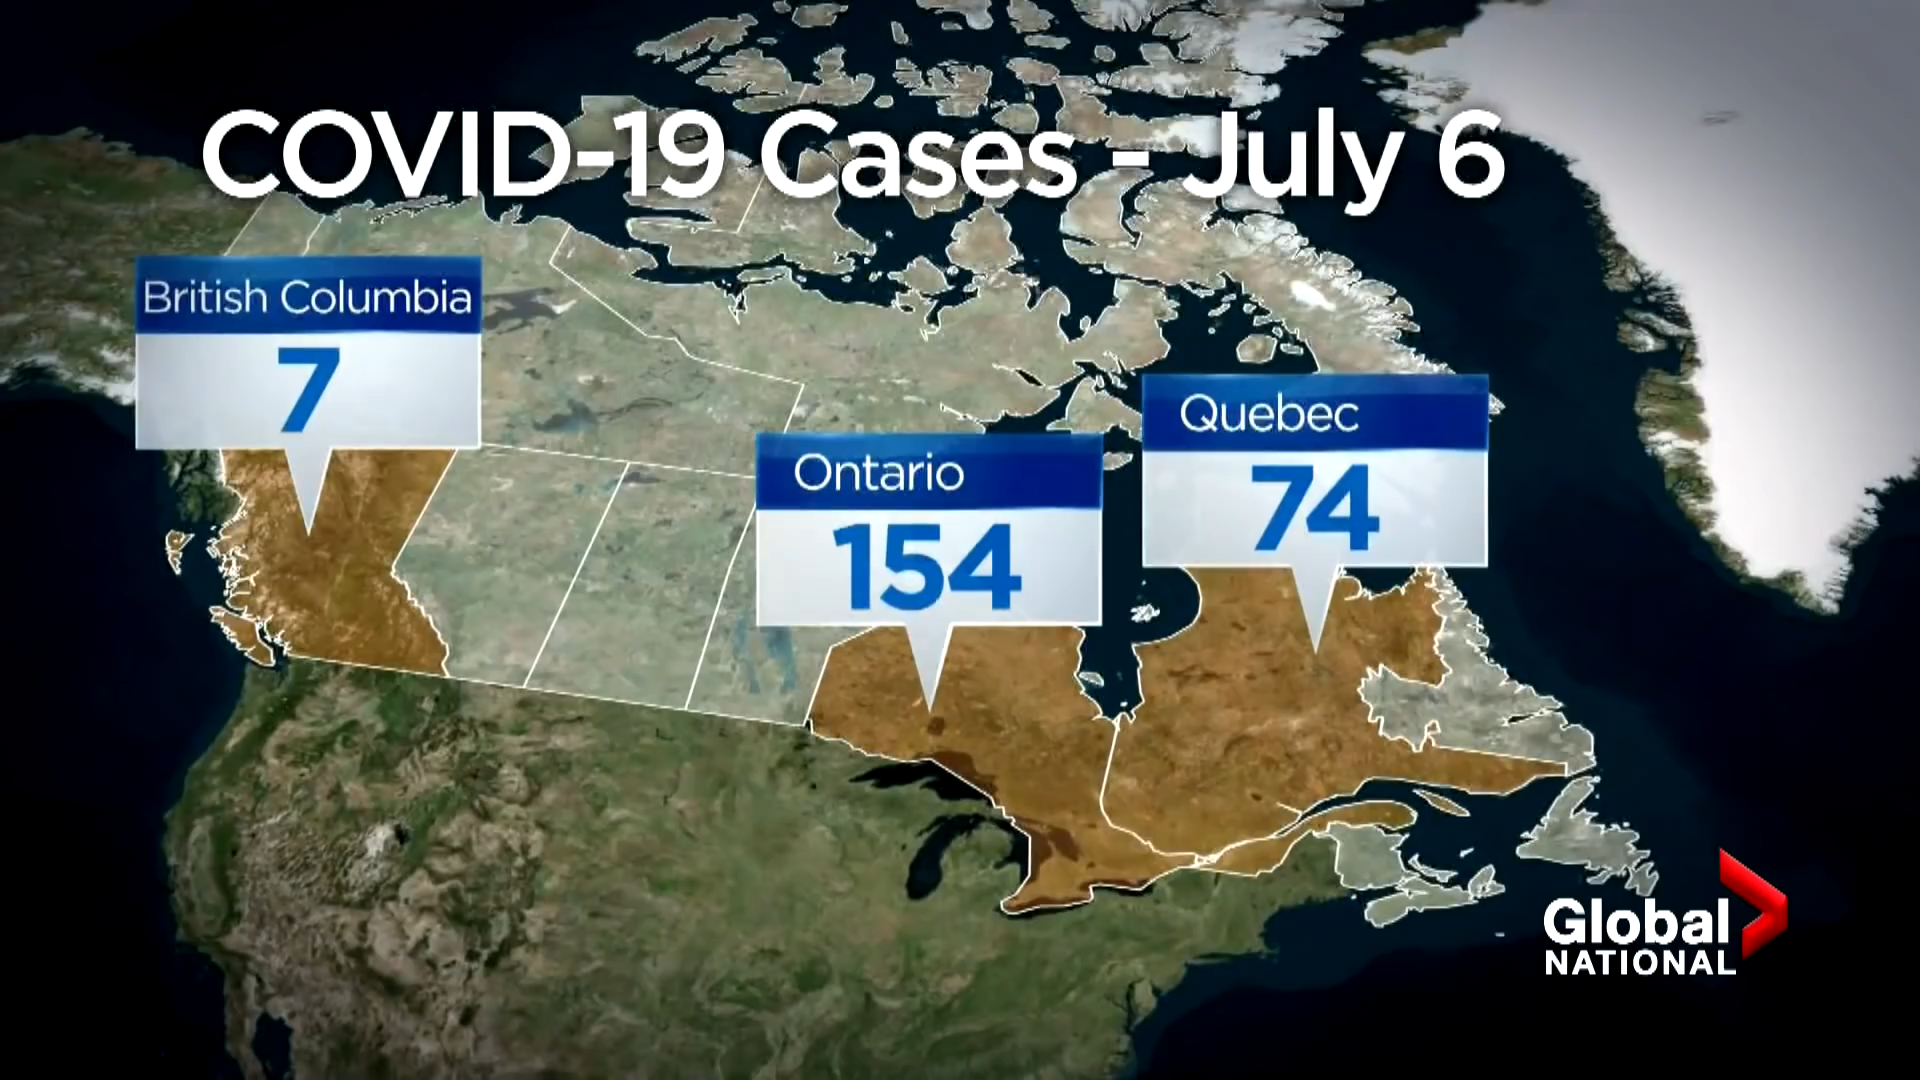 COVID-19 Cases - July 6
British Columbia
7
Ontario
154
Quebec
74
Global
NATIONAL